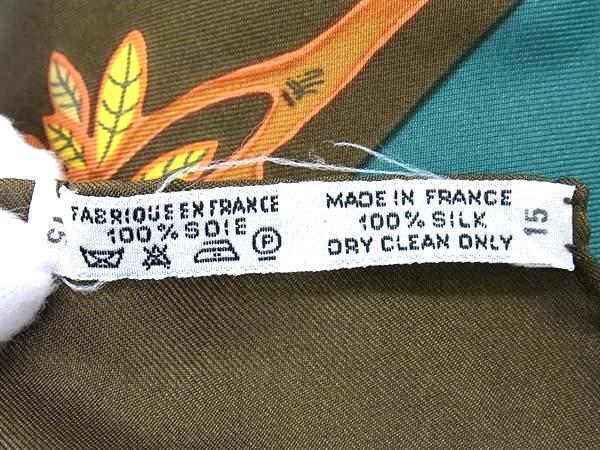 FABRIQUE EN FRANCE
100% SOIE
P
MADE IN FRANCE
100% SILK
DRY CLEAN ONLY
15